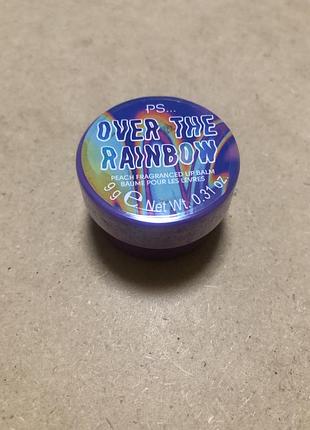 PS...
OVER THE
RAINBOW
PEACH FRAGRANCED LIP BALM
BAUME POUR LES LÈVRES
9 g ℮ Net Wt. 0.31 oz.